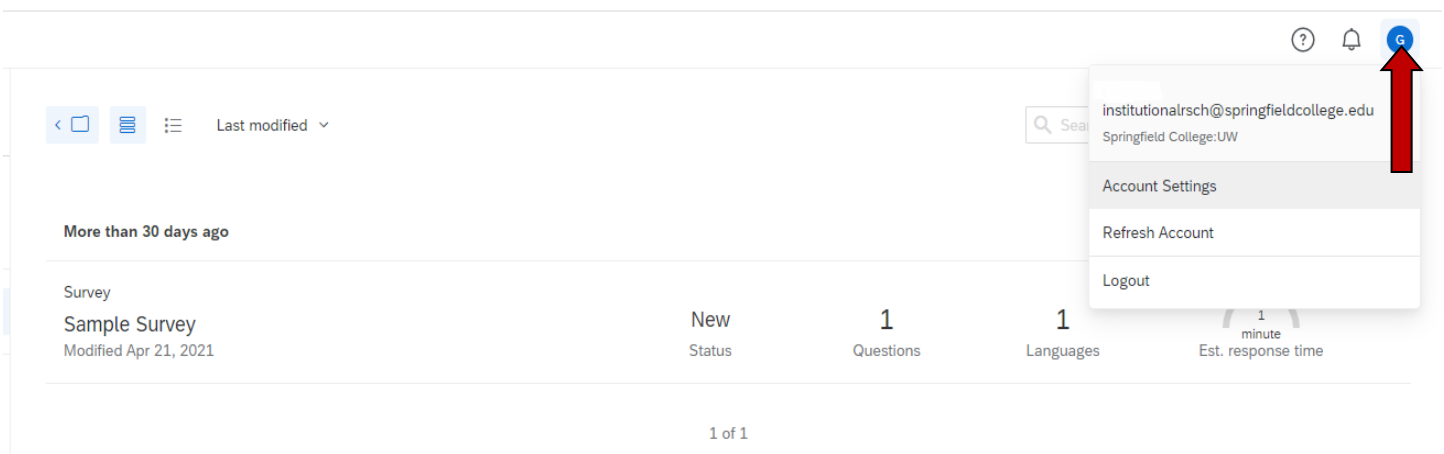 G
Last modified
Sea
institutionalrsch@springfieldcollege.edu
Springfield College:UW
Account Settings
Refresh Account
Logout
More than 30 days ago
Survey
Sample Survey
Modified Apr 21, 2021
New
Status
1
Questions
1
Languages
1
minute
Est. response time
1 of 1